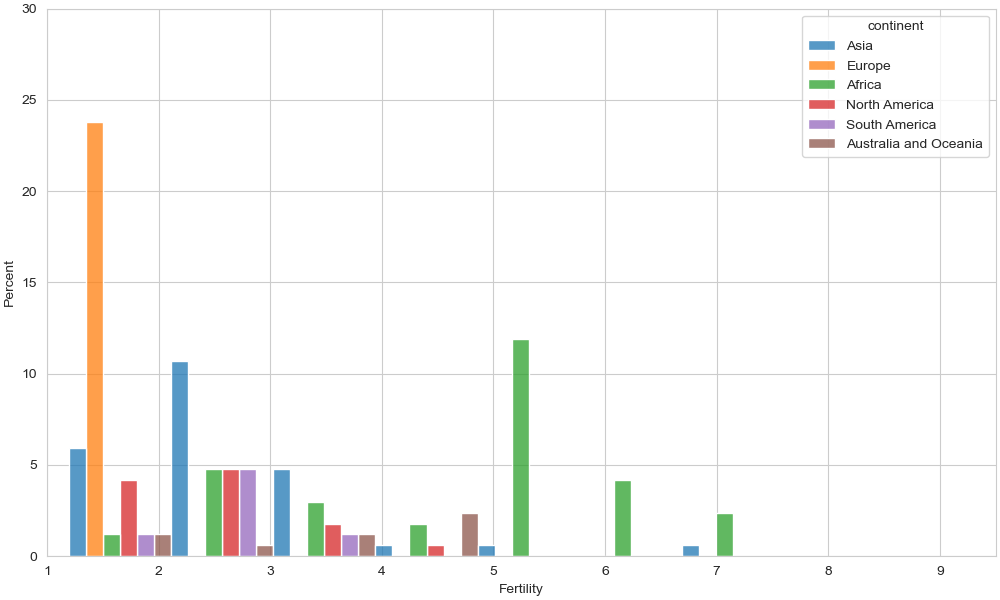 30
25
20
15
10
5
0
Percent
continent
Asia
Europe
Africa
North America
South America
Australia and Oceania
1 2 3 4 5 6 7 8 9
Fertility